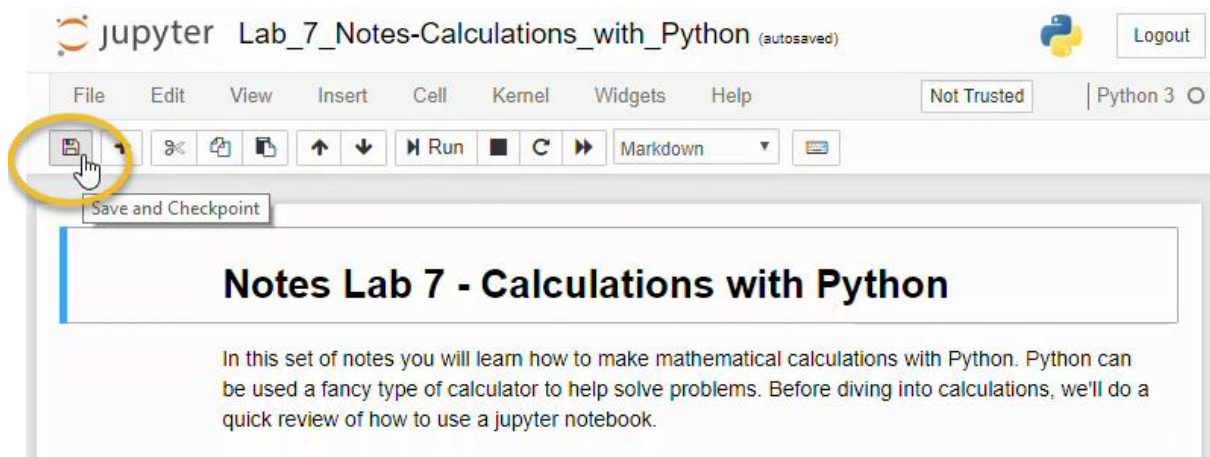 jupyter Lab_7_Notes-Calculations_with_Python (autosaved) Logout
File Edit View Insert Cell Kernel Widgets Help Not Trusted Python 3
Run Markdown
Save and Checkpoint
Notes Lab 7 - Calculations with Python
In this set of notes you will learn how to make mathematical calculations with Python. Python can
be used a fancy type of calculator to help solve problems. Before diving into calculations, we'll do a
quick review of how to use a jupyter notebook.